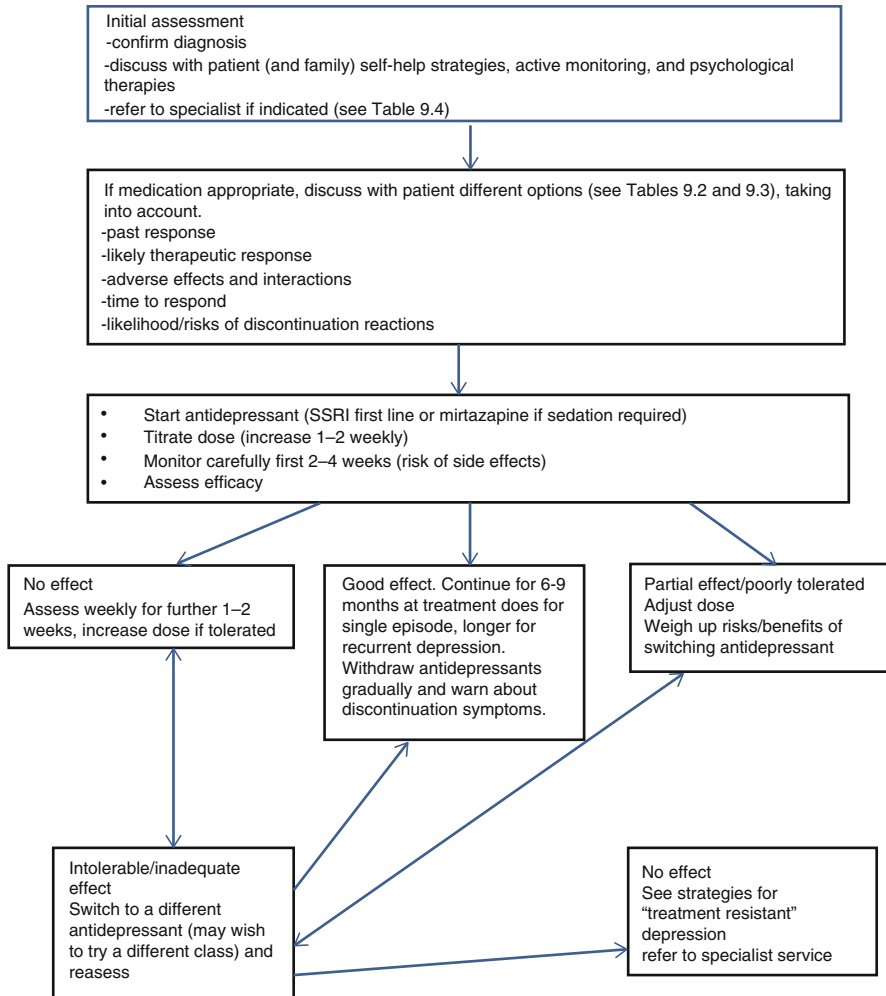 Initial assessment
-confirm diagnosis
-discuss with patient (and family) self-help strategies, active monitoring, and psychological
therapies
-refer to specialist if indicated (see Table 9.4)
If medication appropriate, discuss with patient different options (see Tables 9.2 and 9.3), taking
into account.
-past response
-likely therapeutic response
-adverse effects and interactions
-time to respond
-likelihood/risks of discontinuation reactions
• Start antidepressant (SSRI first line or mirtazapine if sedation required)
• Titrate dose (increase 1–2 weekly)
• Monitor carefully first 2–4 weeks (risk of side effects)
• Assess efficacy
No effect
Assess weekly for further 1–2
weeks, increase dose if tolerated
Good effect. Continue for 6-9
months at treatment does for
single episode, longer for
recurrent depression.
Withdraw antidepressants
gradually and warn about
discontinuation symptoms.
Partial effect/poorly tolerated
Adjust dose
Weigh up risks/benefits of
switching antidepressant
Intolerable/inadequate
effect
Switch to a different
antidepressant (may wish
to try a different class) and
reasess
No effect
See strategies for
“treatment resistant”
depression
refer to specialist service